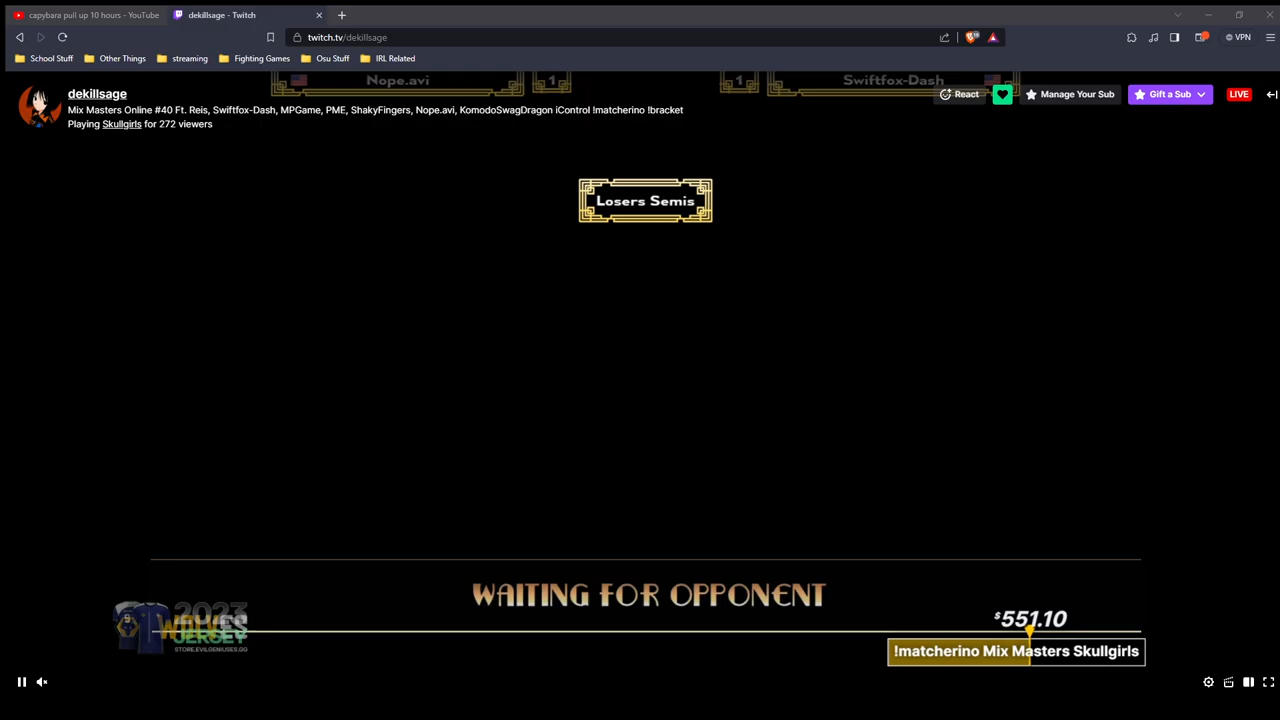 capybara pull up 10 hours - YouTube
dekillsage - Twitch
twitch.tv/dekillsage
VPN
School Stuff
Other Things
streaming
Fighting Games
Osu Stuff
IRL Related
Nope.avi 1 1 Swiftfox-Dash
dekillsage
React
Manage Your Sub
Gift a Sub
LIVE
Mix Masters Online #40 Ft. Reis, Swiftfox-Dash, MPGame, PME, ShakyFingers, Nope.avi, KomodoSwagDragon iControl !matcherino !bracket
Playing Skullgirls for 272 viewers
Losers Semis
WAITING FOR OPPONENT
2023
JERSEY
STORE.EVILGENIUSES.GG
$551.10
!matcherino Mix Masters Skullgirls